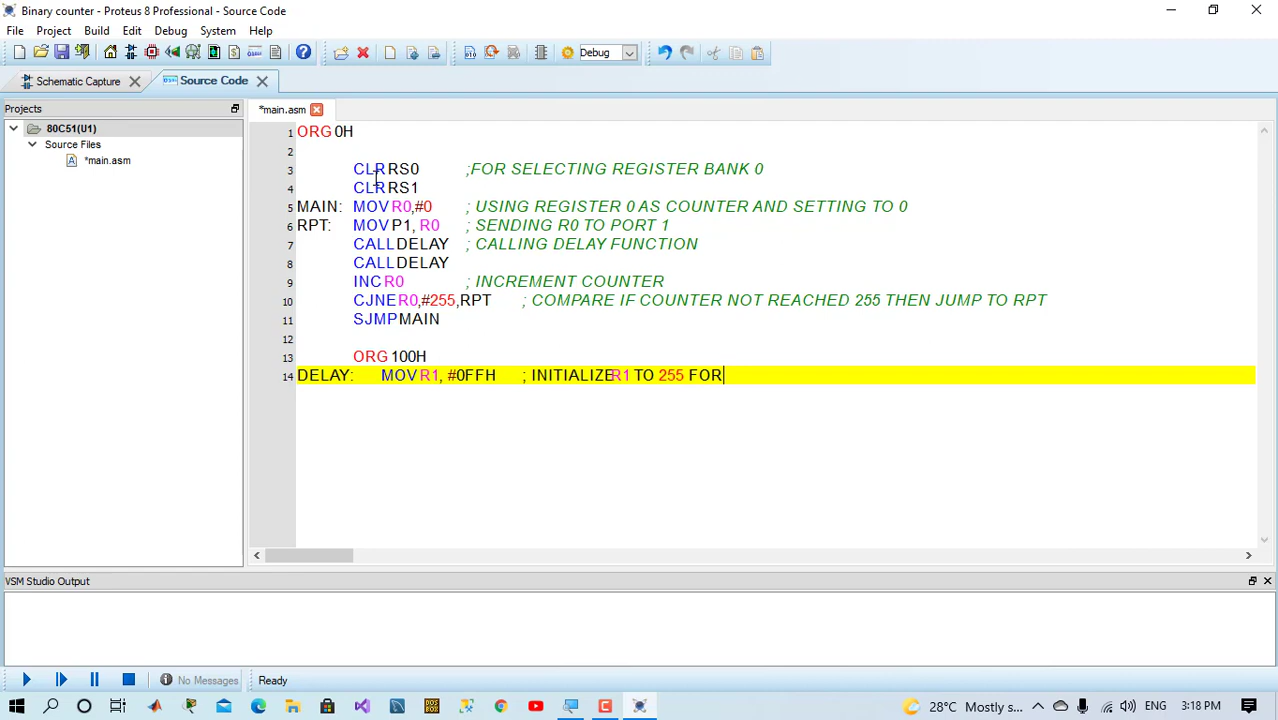 Binary counter - Proteus 8 Professional - Source Code
File Project Build Edit Debug System Help
Debug
Schematic Capture Source Code
Projects
*main.asm
80C51(U1)
Source Files
*main.asm
1 ORG 0H
2
3 CLR RS0 ;FOR SELECTING REGISTER BANK 0
4 CLR RS1
5 MAIN: MOV R0,#0 ; USING REGISTER 0 AS COUNTER AND SETTING TO 0
6 RPT: MOV P1, R0 ; SENDING R0 TO PORT 1
7 CALL DELAY ; CALLING DELAY FUNCTION
8 CALL DELAY
9 INC R0 ; INCREMENT COUNTER
10 CJNE R0,#255,RPT ; COMPARE IF COUNTER NOT REACHED 255 THEN JUMP TO RPT
11 SJMP MAIN
12
13 ORG 100H
14 DELAY: MOV R1, #0FFH ; INITIALIZE R1 TO 255 FOR
VSM Studio Output
No Messages Ready
28°C Mostly s... ENG 3:18 PM